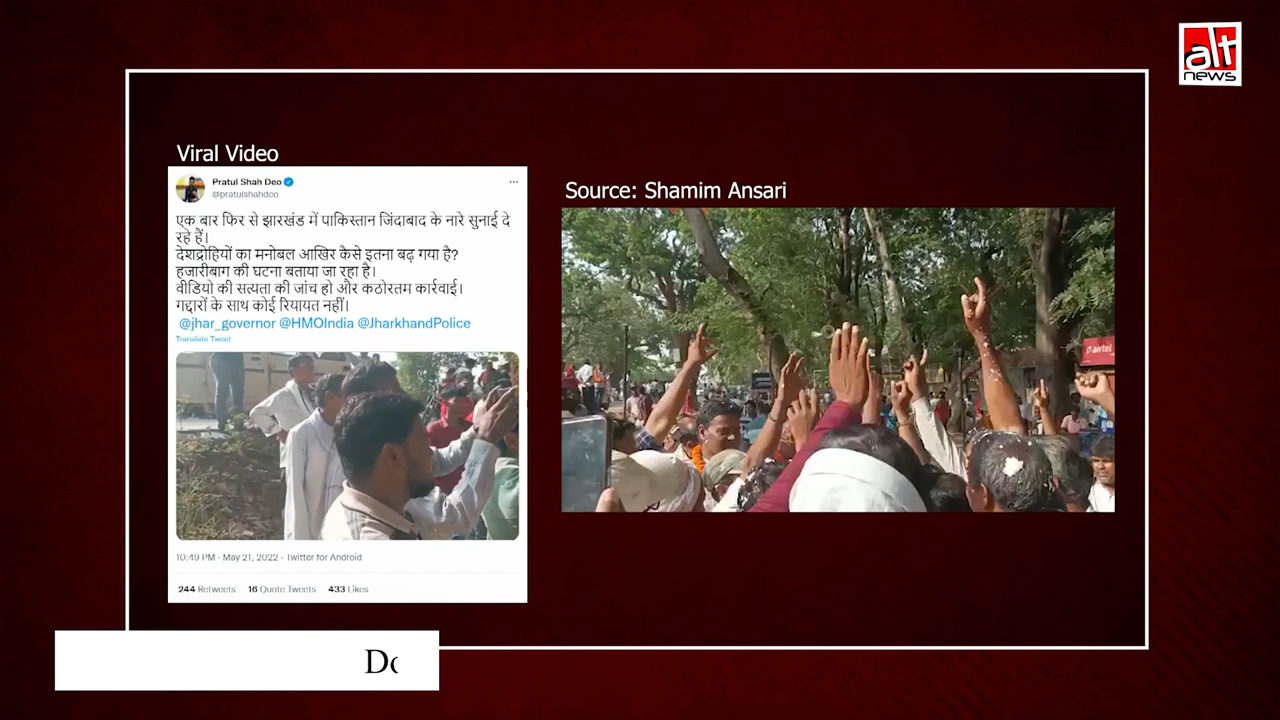 alt
news
Viral Video
Pratul Shah Deo
@pratulshahdeo
एक बार फिर से झारखंड में पाकिस्तान जिंदाबाद के नारे सुनाई दे
रहे हैं।
देशद्रोहियों का मनोबल आखिर कैसे इतना बढ़ गया है?
हजारीबाग की घटना बताया जा रहा है।
वीडियो की सत्यता की जांच हो और कठोरतम कार्रवाई।
गद्दारों के साथ कोई रियायत नहीं।
@jhar_governor @HMOIndia @JharkhandPolice
Translate Tweet
10:49 PM · May 21, 2022 · Twitter for Android
244 Retweets 16 Quote Tweets 433 Likes
Source: Shamim Ansari
airtel